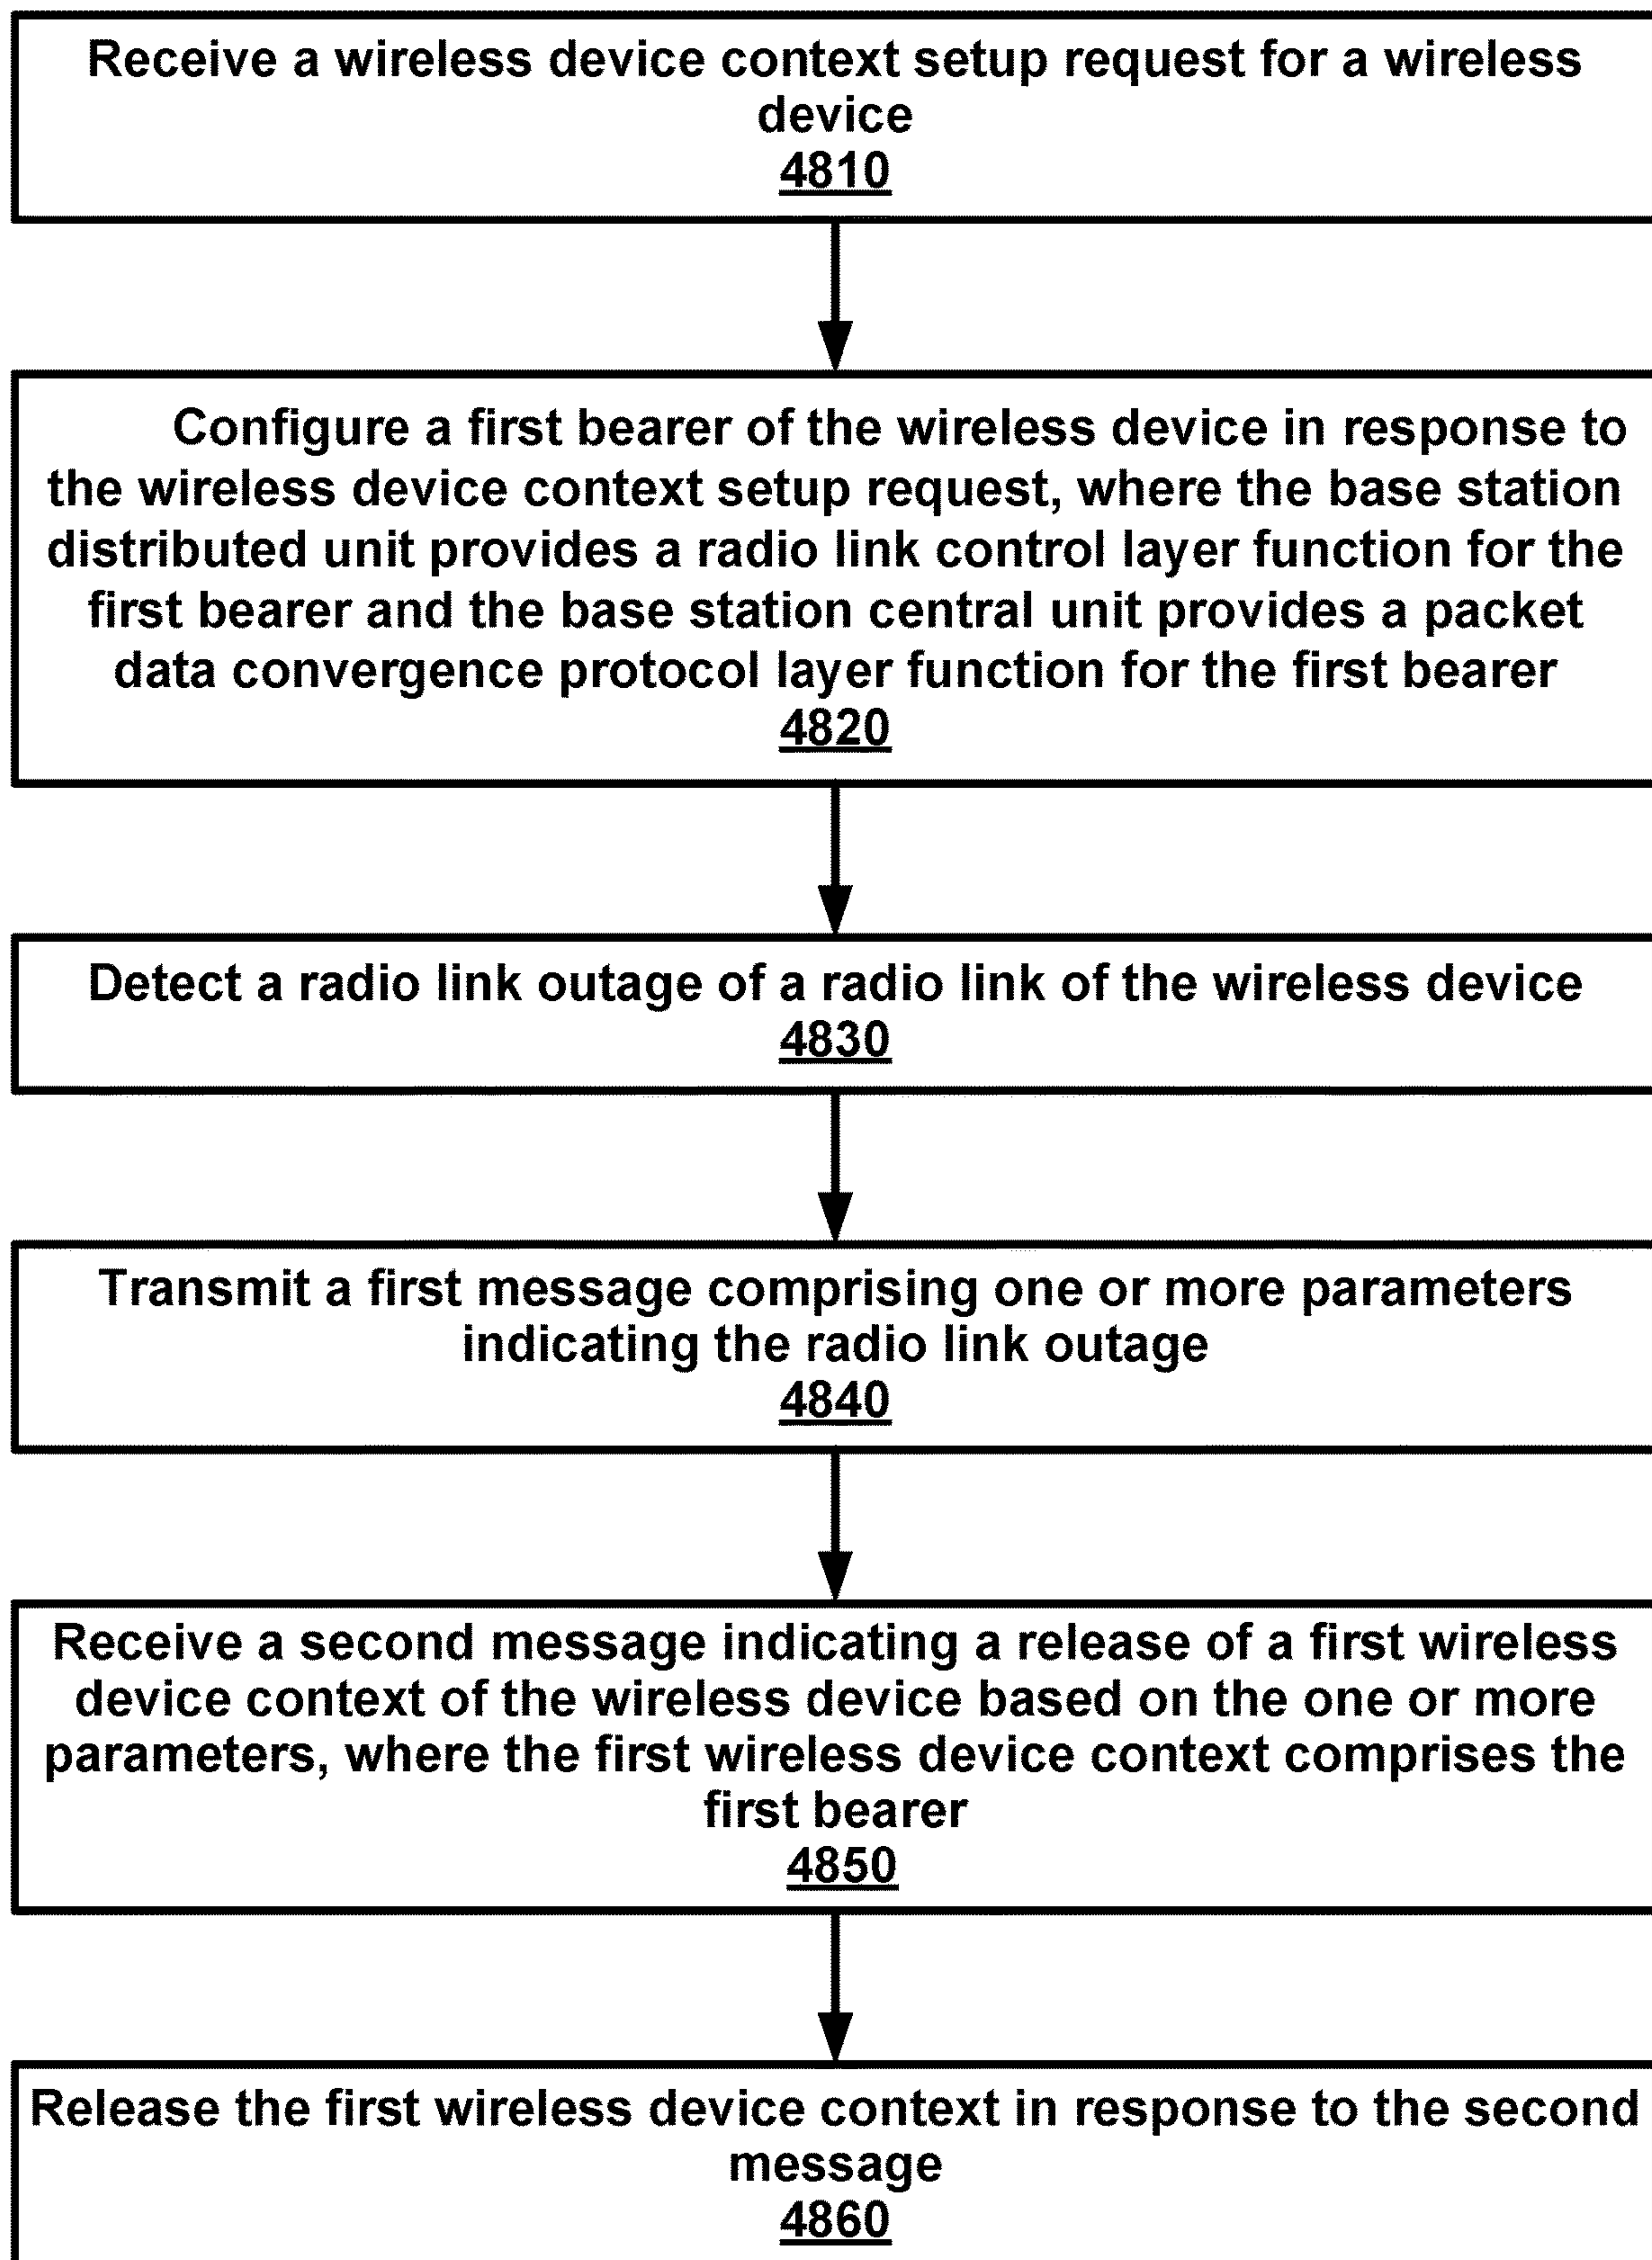 Receive a wireless device context setup request for a wireless
device
4810
Configure a first bearer of the wireless device in response to
the wireless device context setup request, where the base station
distributed unit provides a radio link control layer function for the
first bearer and the base station central unit provides a packet
data convergence protocol layer function for the first bearer
4820
Detect a radio link outage of a radio link of the wireless device
4830
Transmit a first message comprising one or more parameters
indicating the radio link outage
4840
Receive a second message indicating a release of a first wireless
device context of the wireless device based on the one or more
parameters, where the first wireless device context comprises the
first bearer
4850
Release the first wireless device context in response to the second
message
4860